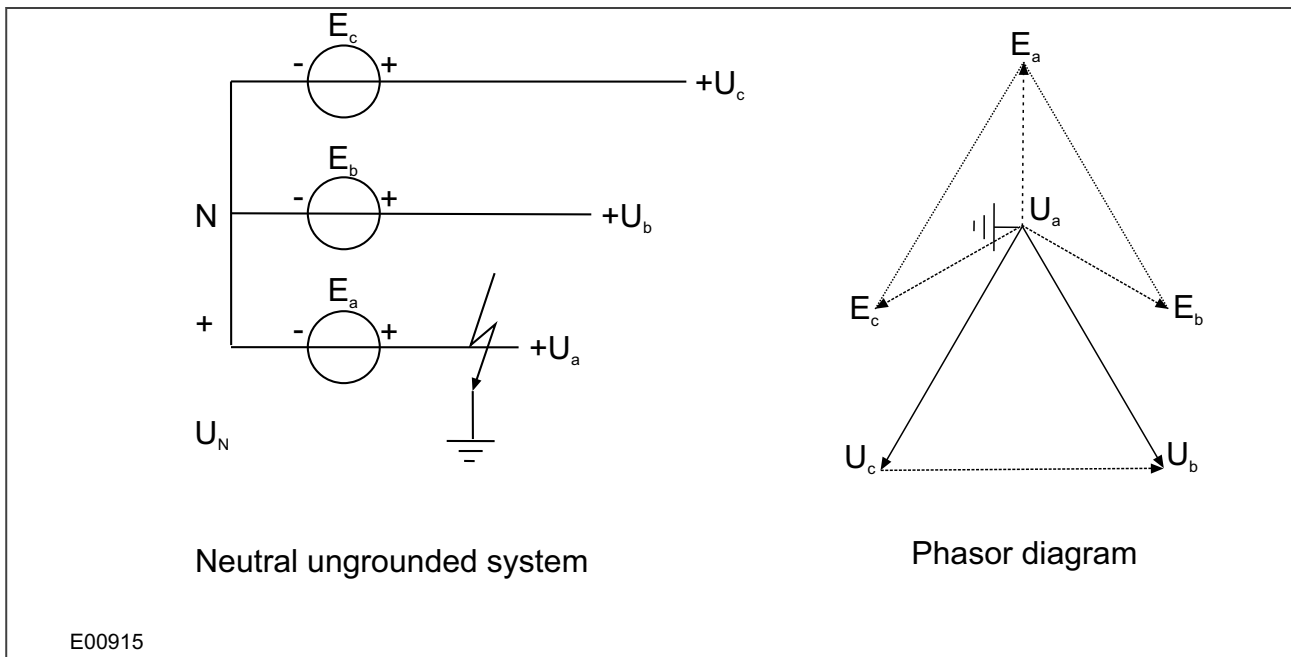 E_c
- +
+U_c
E_b
N
- +
+U_b
E_a
+
- +
+U_a
U_N
Neutral ungrounded system
E_a
U_a
E_c
E_b
U_c
U_b
Phasor diagram
E00915